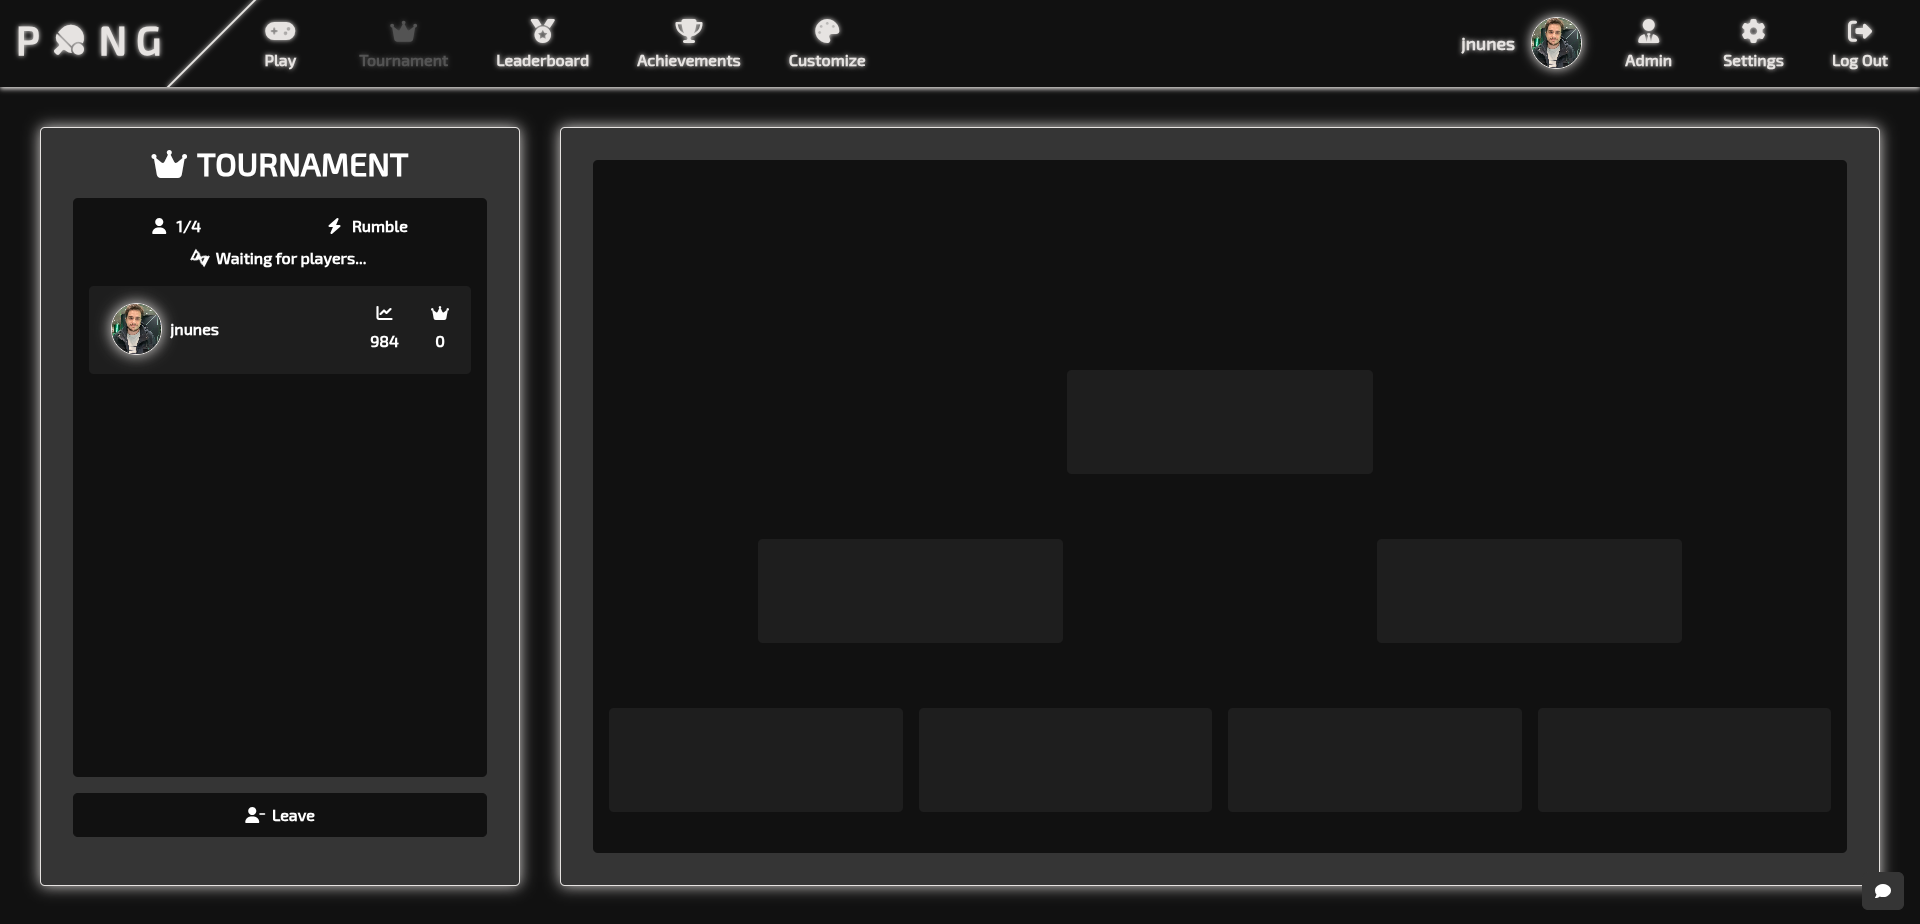 P NG
Play
Tournament
Leaderboard
Achievements
Customize
jnunes
Admin
Settings
Log Out
TOURNAMENT
1/4
Rumble
Waiting for players...
jnunes
984
0
Leave